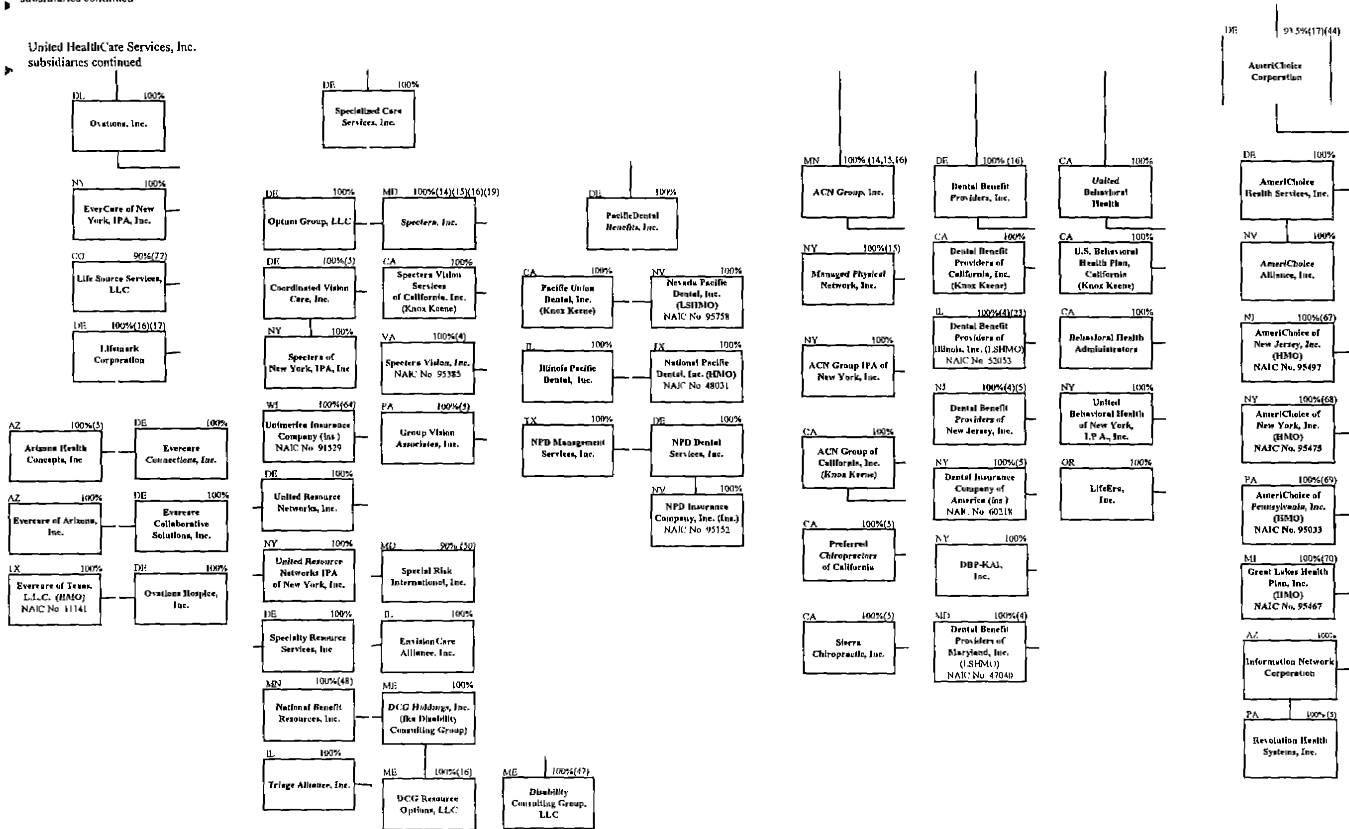 subsidiaries continued
United HealthCare Services, Inc.
subsidiaries continued
DE 100%
Ovations, Inc.
NY 100%
EverCare of New
York, IPA, Inc.
CO 90%(77)
Life Source Services,
LLC
DE 100%(16)(17)
Lifemark
Corporation
AZ 100%(5)
Arizona Health
Concepts, Inc
DE 100%
Evercare
Connections, Inc.
AZ 100%
Evercare of Arizona,
Inc.
DE 100%
Evercare
Collaborative
Solutions, Inc.
TX 100%
Evercare of Texas,
L.L.C. (HMO)
NAIC No 11141
DE 100%
Ovations Hospice,
Inc.
DE 100%
Specialized Care
Services, Inc.
DE 100%
Optum Group, LLC
MD 100%(14)(15)(16)(19)
Spectera, Inc.
DE 100%(5)
Coordinated Vision
Care, Inc.
CA 100%
Spectera Vision
Services
of California, Inc.
(Knox Keene)
NY 100%
Spectera of
New York, IPA, Inc
VA 100%(4)
Spectera Vision, Inc.
NAIC No 95385
WI 100%(64)
Unimerica Insurance
Company (ins)
NAIC No 91529
PA 100%(5)
Group Vision
Associates, Inc.
DE 100%
United Resource
Networks, Inc.
NY 100%
United Resource
Networks IPA
of New York, Inc.
MD 90%(50)
Special Risk
International, Inc.
DE 100%
Specialty Resource
Services, Inc
IL 100%
EnvisionCare
Alliance, Inc.
MN 100%(48)
National Benefit
Resources, Inc.
ME 100%
DCG Holdings, Inc.
(fka Disability
Consulting Group)
IL 100%
Triage Alliance, Inc.
ME 100%(16)
DCG Resource
Options, LLC
ME 100%(47)
Disability
Consulting Group,
LLC
DE 100%
PacificDental
Benefits, Inc.
CA 100%
Pacific Union
Dental, Inc.
(Knox Keene)
NV 100%
Nevada Pacific
Dental, Inc.
(LSHMO)
NAIC No 95758
IL 100%
Illinois Pacific
Dental, Inc.
TX 100%
National Pacific
Dental, Inc. (HMO)
NAIC No 48031
TX 100%
NPD Management
Services, Inc.
DE 100%
NPD Dental
Services, Inc.
NV 100%
NPD Insurance
Company, Inc. (Ins.)
NAIC No 95152
MN 100% (14,15,16)
ACN Group, Inc.
NY 100%(15)
Managed Physical
Network, Inc.
NY 100%
ACN Group IPA of
New York, Inc.
CA 100%
ACN Group of
California, Inc.
(Knox Keene)
CA 100%(5)
Preferred
Chiropractors
of California
CA 100%(5)
Sierra
Chiropractic, Inc.
DE 100% (16)
Dental Benefit
Providers, Inc.
CA 100%
Dental Benefit
Providers of
California, Inc.
(Knox Keene)
IL 100%(4)(23)
Dental Benefit
Providers of
Illinois, Inc. (LSHMO)
NAIC No 52053
NJ 100%(4)(5)
Dental Benefit
Providers of
New Jersey, Inc.
NY 100%(5)
Dental Insurance
Company of
America (ins)
NAIC No 60218
NY 100%
DBP-KAI,
Inc.
MD 100%(4)
Dental Benefit
Providers of
Maryland, Inc.
(LSHMO)
NAIC No 47040
CA 100%
United
Behavioral
Health
CA 100%
U.S. Behavioral
Health Plan,
California
(Knox Keene)
CA 100%
Behavioral Health
Administrators
NY 100%
United
Behavioral Health
of New York,
I.P A., Inc.
OR 100%
LifeEra,
Inc.
DE 93.5%(17)(44)
AmeriChoice
Corporation
DE 100%
AmeriChoice
Health Services, Inc.
NV 100%
AmeriChoice
Alliance, Inc.
NJ 100%(67)
AmeriChoice of
New Jersey, Inc.
(HMO)
NAIC No. 95497
NY 100%(68)
AmeriChoice of
New York, Inc.
(HMO)
NAIC No. 95475
PA 100%(69)
AmeriChoice of
Pennsylvania, Inc.
(HMO)
NAIC No. 95033
MI 100%(70)
Great Lakes Health
Plan, Inc.
(HMO)
NAIC No. 95467
AZ 100%
Information Network
Corporation
PA 100%(5)
Revolution Health
Systems, Inc.